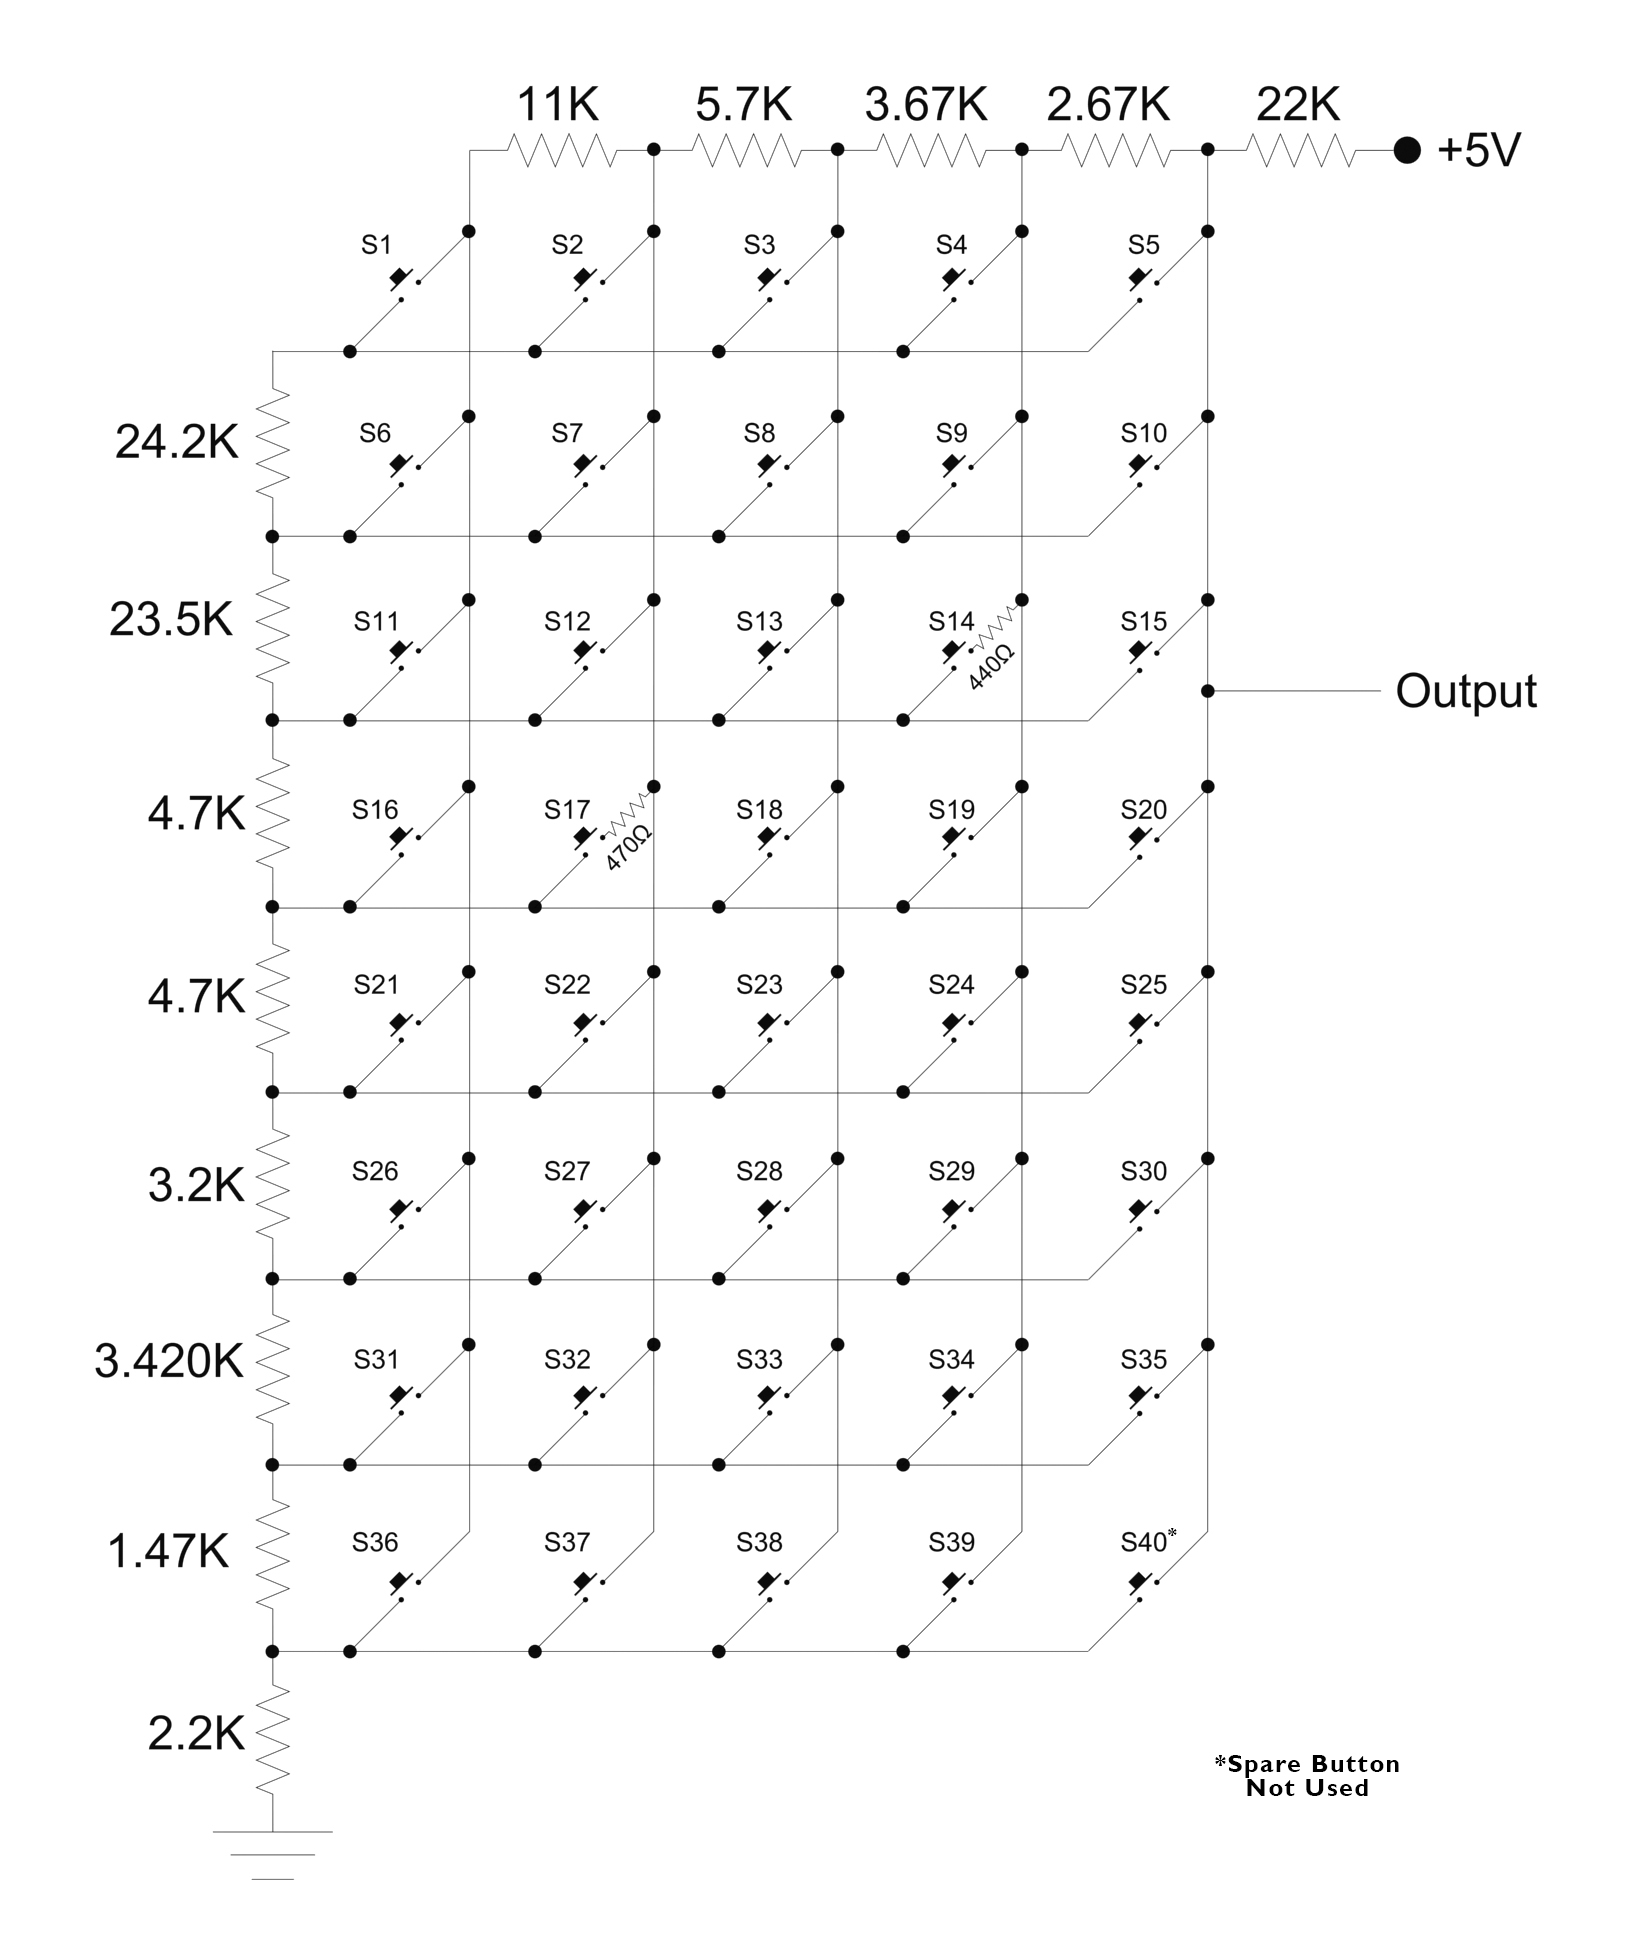 11K 5.7K 3.67K 2.67K 22K
+5V
S1 S2 S3 S4 S5
24.2K
S6 S7 S8 S9 S10
23.5K
S11 S12 S13 S14 S15
440Ω
Output
4.7K
S16 S17 S18 S19 S20
470Ω
4.7K
S21 S22 S23 S24 S25
3.2K
S26 S27 S28 S29 S30
3.420K
S31 S32 S33 S34 S35
1.47K
S36 S37 S38 S39 S40*
2.2K
*Spare Button
Not Used